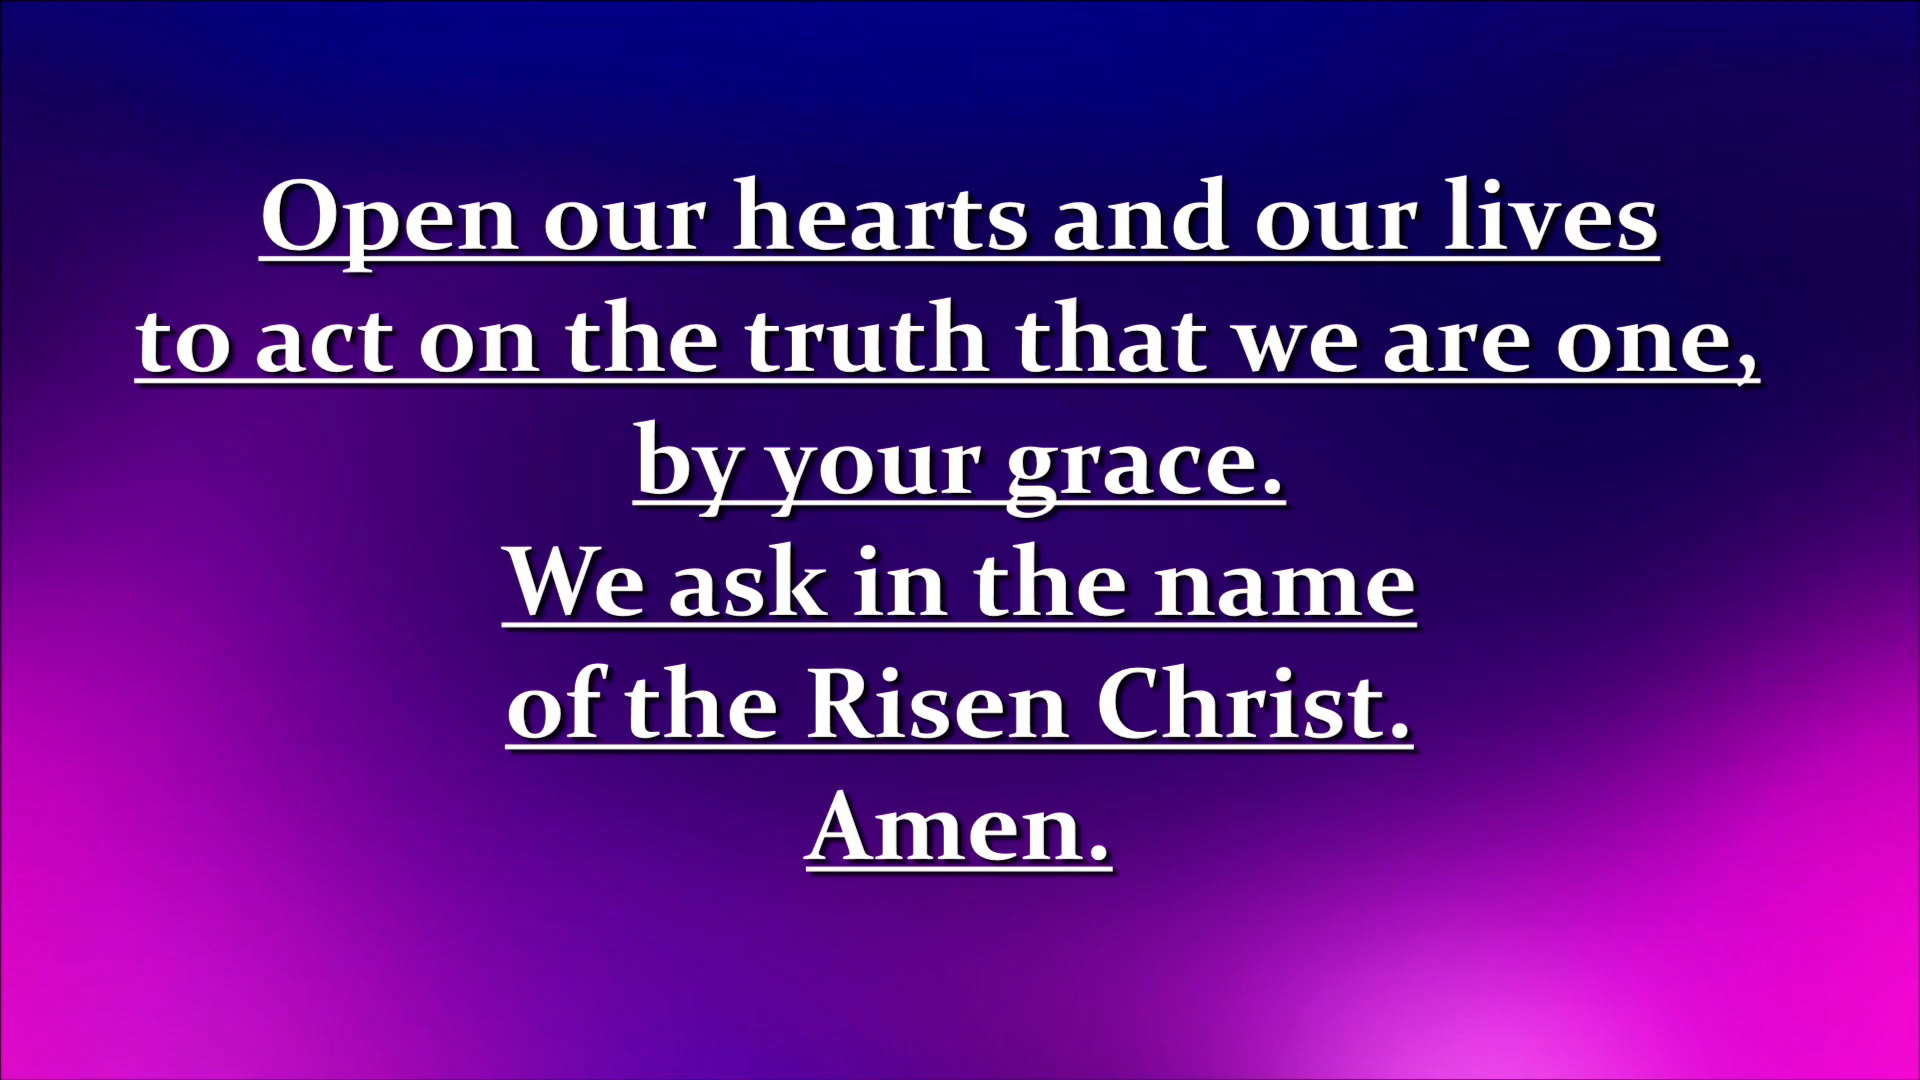 Open our hearts and our lives
to act on the truth that we are one,
by your grace.
We ask in the name
of the Risen Christ.
Amen.